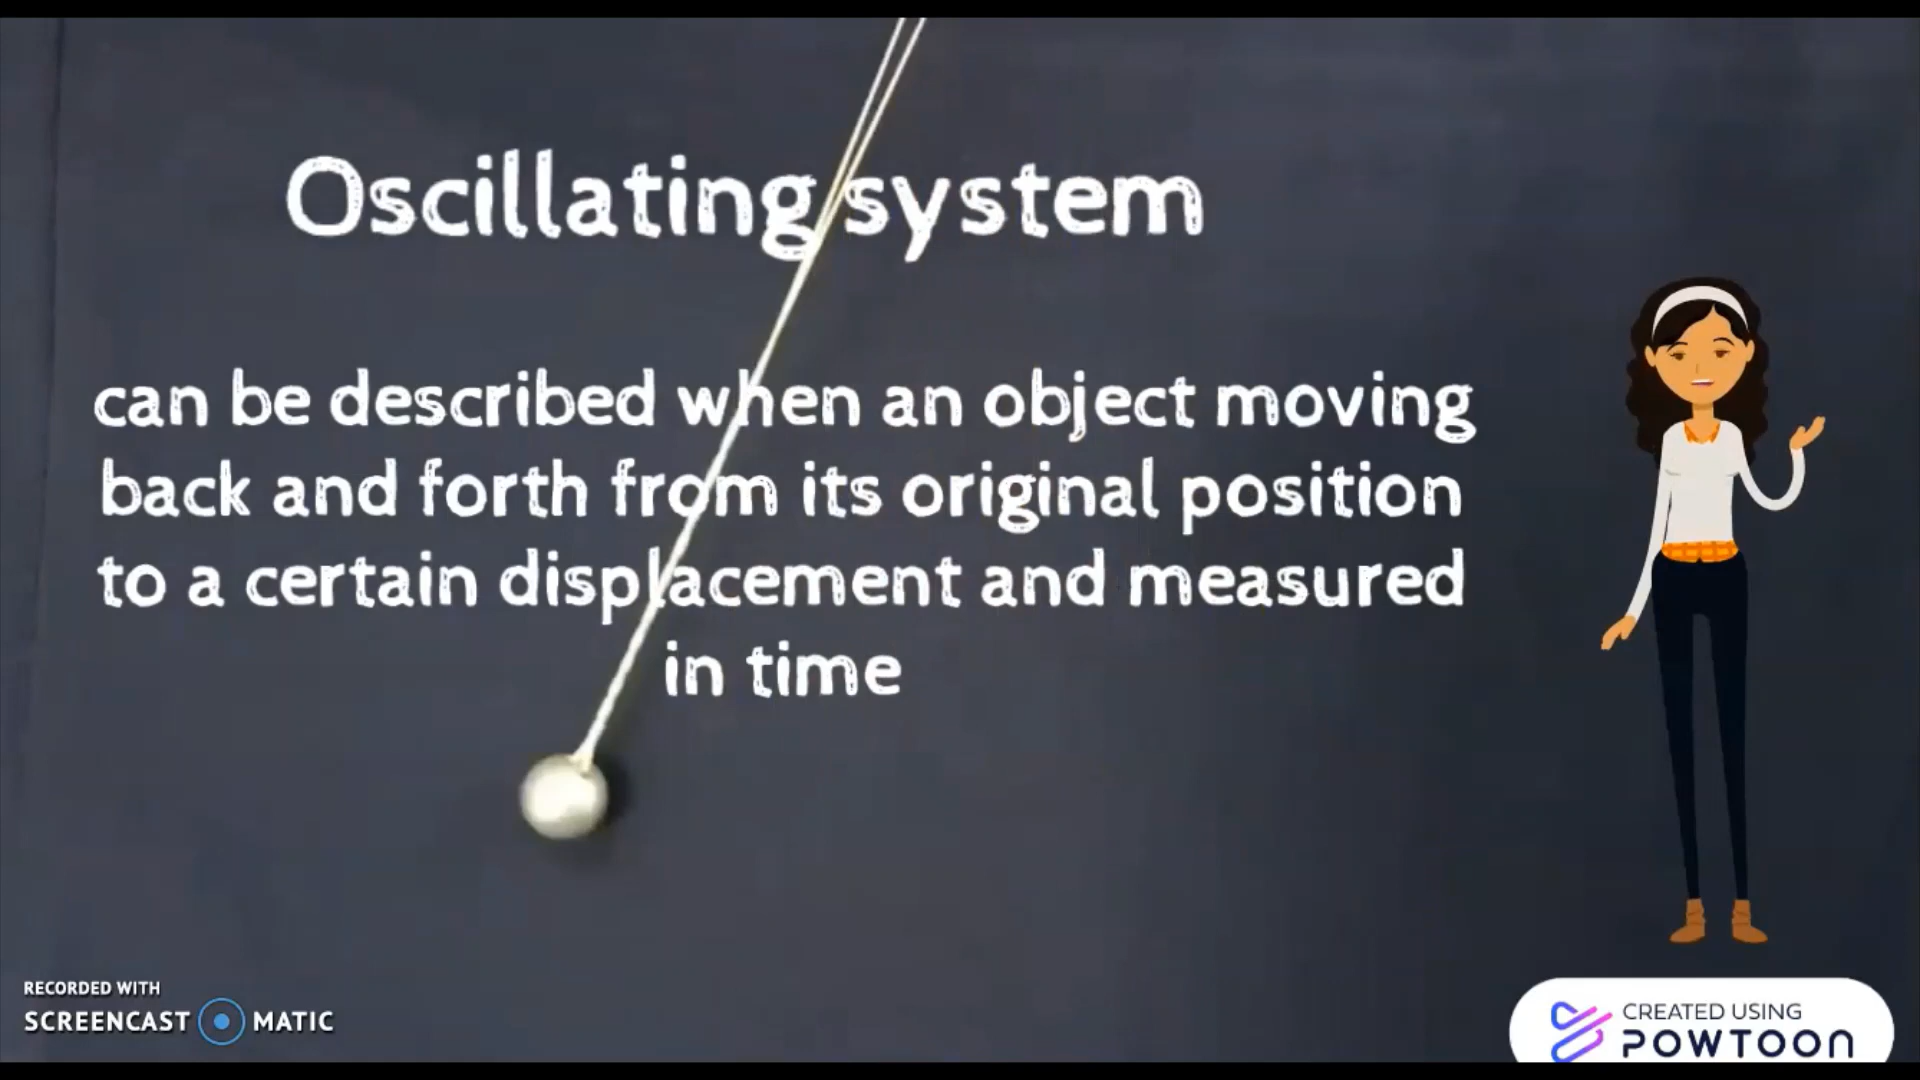 Oscillating system
can be described when an object moving
back and forth from its original position
to a certain displacement and measured
in time
RECORDED WITH
SCREENCAST MATIC
CREATED USING
POWTOON